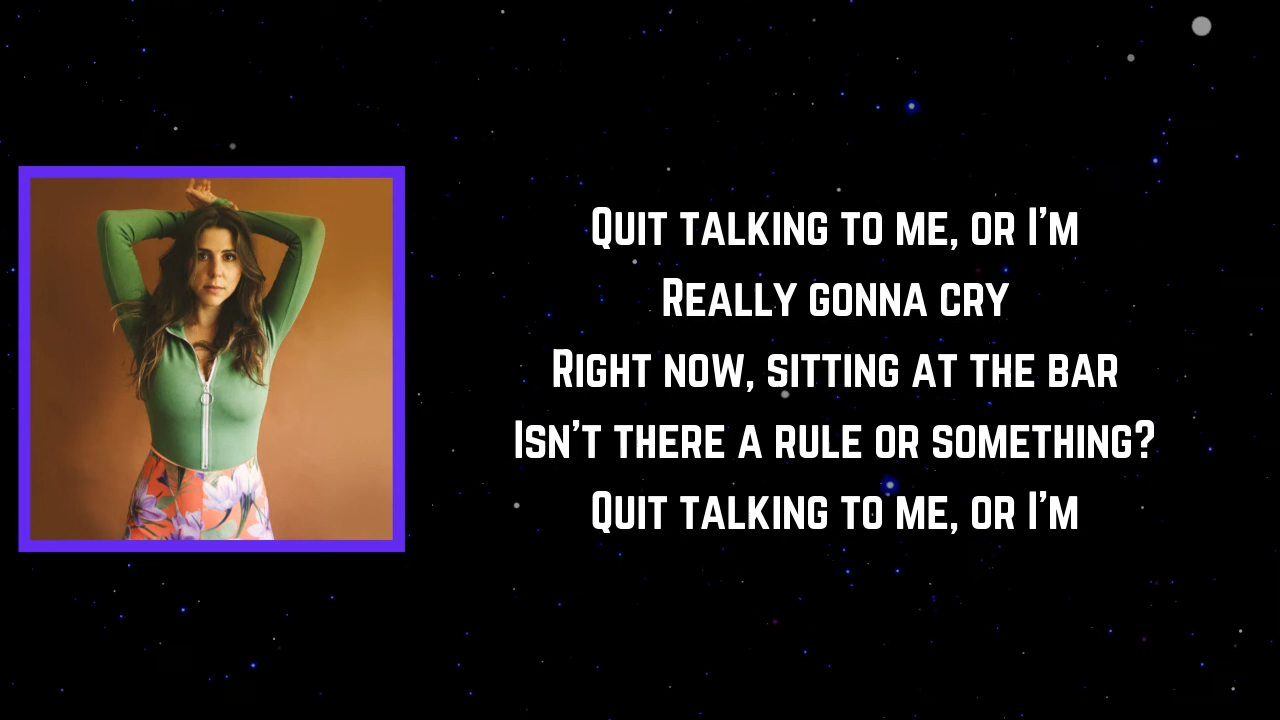 Quit talking to me, or I'm
Really gonna cry
Right now, sitting at the bar
Isn't there a rule or something?
Quit talking to me, or I'm